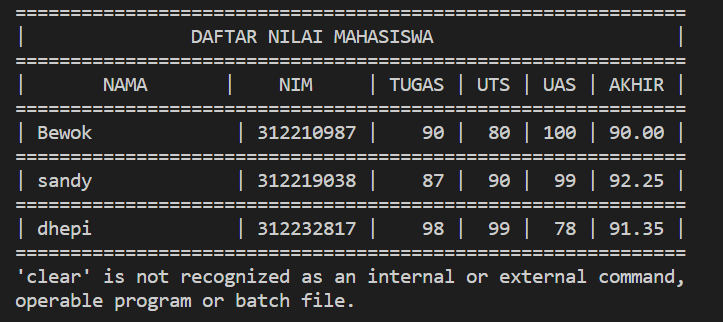 ==============================================================
|               DAFTAR NILAI MAHASISWA                       |
==============================================================
|       NAMA       |    NIM     | TUGAS | UTS | UAS | AKHIR |
==============================================================
| Bewok             | 312210987 |    90 |  80 | 100 | 90.00 |
==============================================================
| sandy             | 312219038 |    87 |  90 |  99 | 92.25 |
==============================================================
| dhepi             | 312232817 |    98 |  99 |  78 | 91.35 |
==============================================================
'clear' is not recognized as an internal or external command,
operable program or batch file.